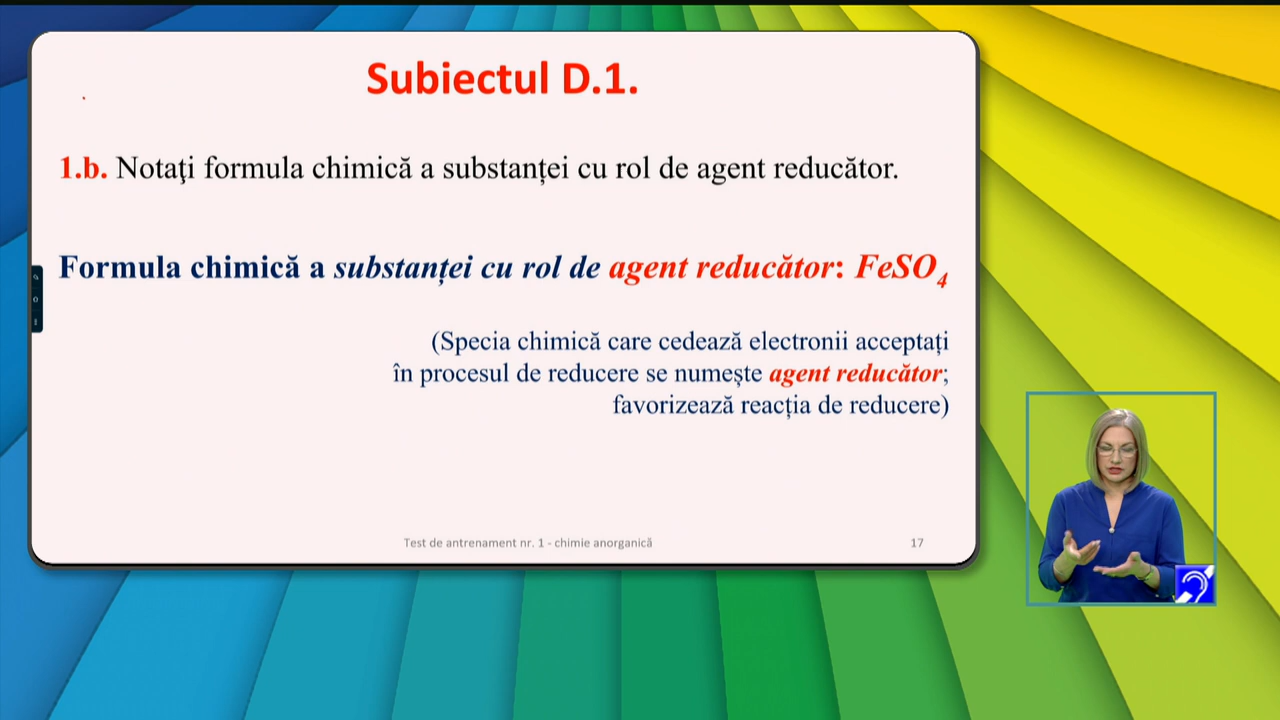 Subiectul D.1.
1.b. Notaţi formula chimică a substanței cu rol de agent reducător.
Formula chimică a substanței cu rol de agent reducător: FeSO₄
(Specia chimică care cedează electronii acceptați
în procesul de reducere se numește agent reducător;
favorizează reacția de reducere)
Test de antrenament nr. 1 - chimie anorganică
17